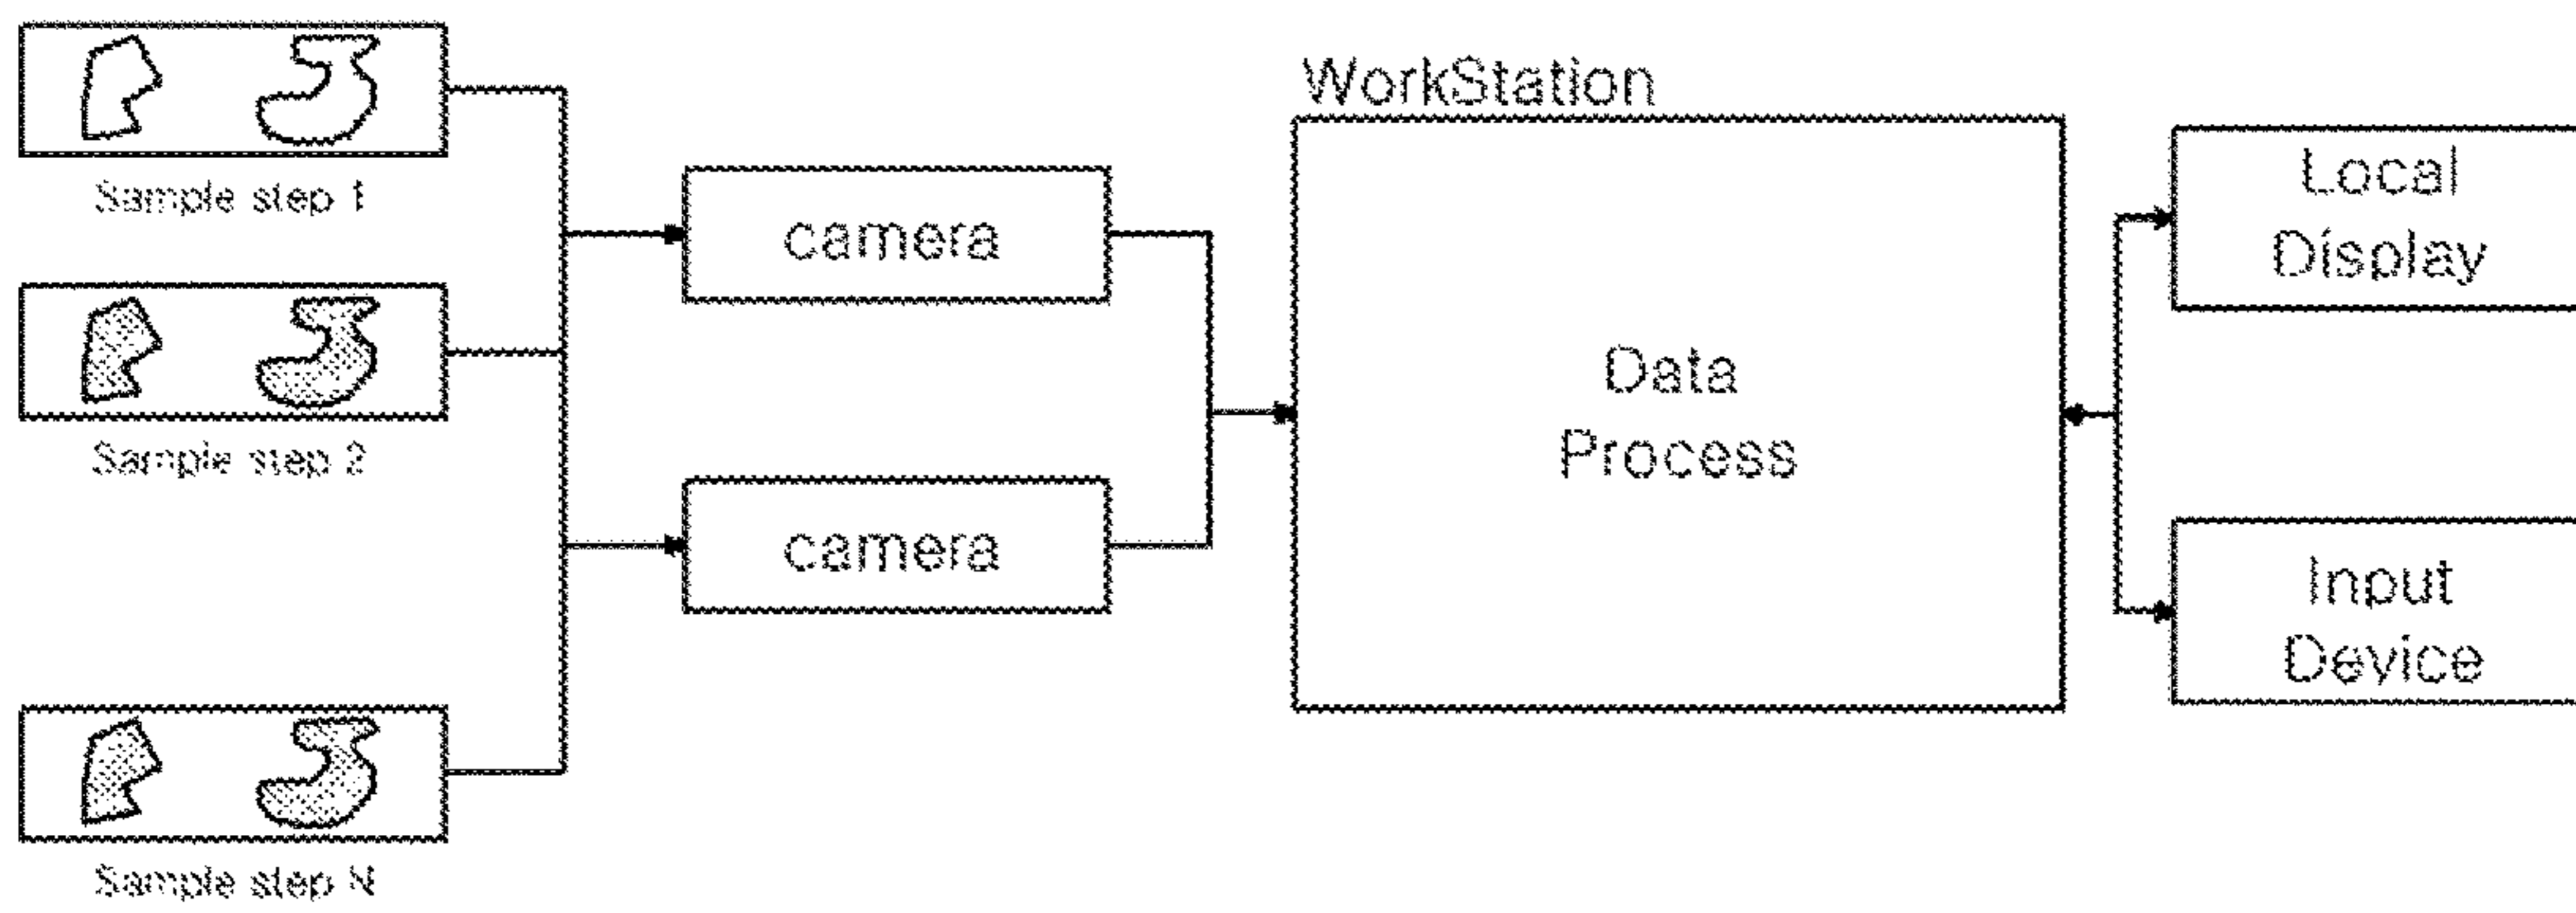 Sample step 1
Sample step 2
Sample step N
camera
camera
WorkStation
Data
Process
Local
Display
Input
Device